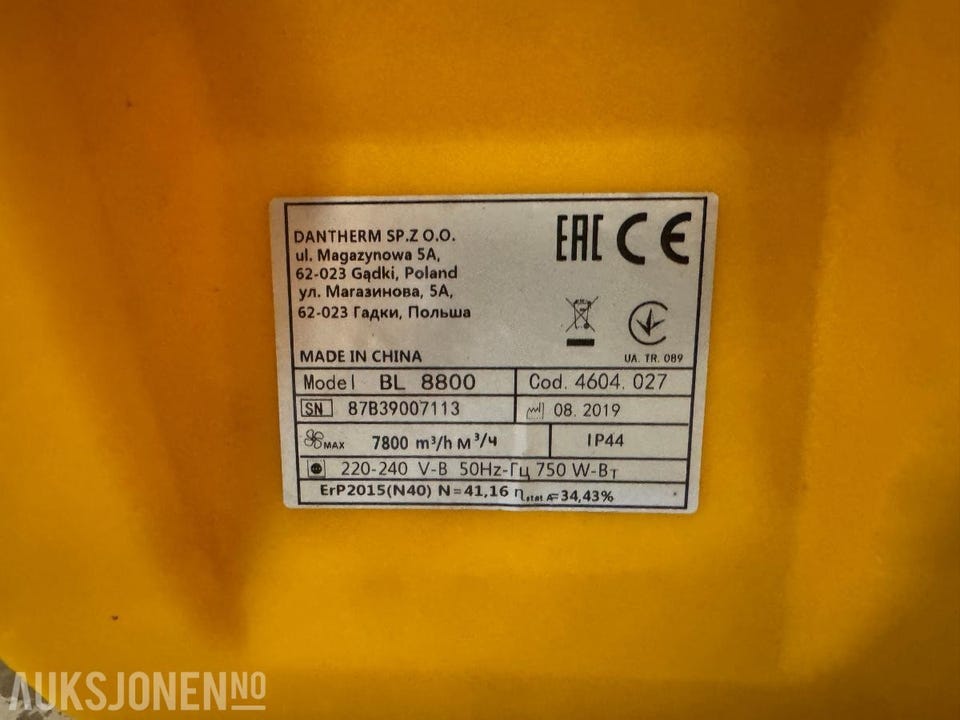 DANTHERM SP.Z O.O.
ul. Magazynowa 5A,
62-023 Gądki, Poland
ул. Магазинова, 5А,
62-023 Гадки, Польша
MADE IN CHINA
EAC CE
UA. TR. 089
Model BL 8800 Cod. 4604. 027
SN 87B39007113 08. 2019
MAX 7800 m³/h м³/ч IP44
220-240 V-В 50Hz-Гц 750 W-Вт
ErP2015(N40) N=41,16 η,stat A=34,43%
AUKSJONEN.NO